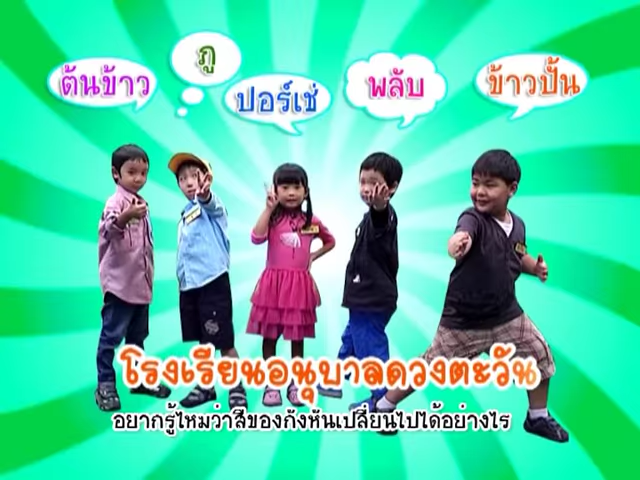 ต้นข้าว
ภู
ปอร์เช่
พลับ
ข้าวปั้น
โรงเรียนอนุบาลดวงตะวัน
อยากรู้ไหมว่าสีของกังหันเปลี่ยนไปได้อย่างไร